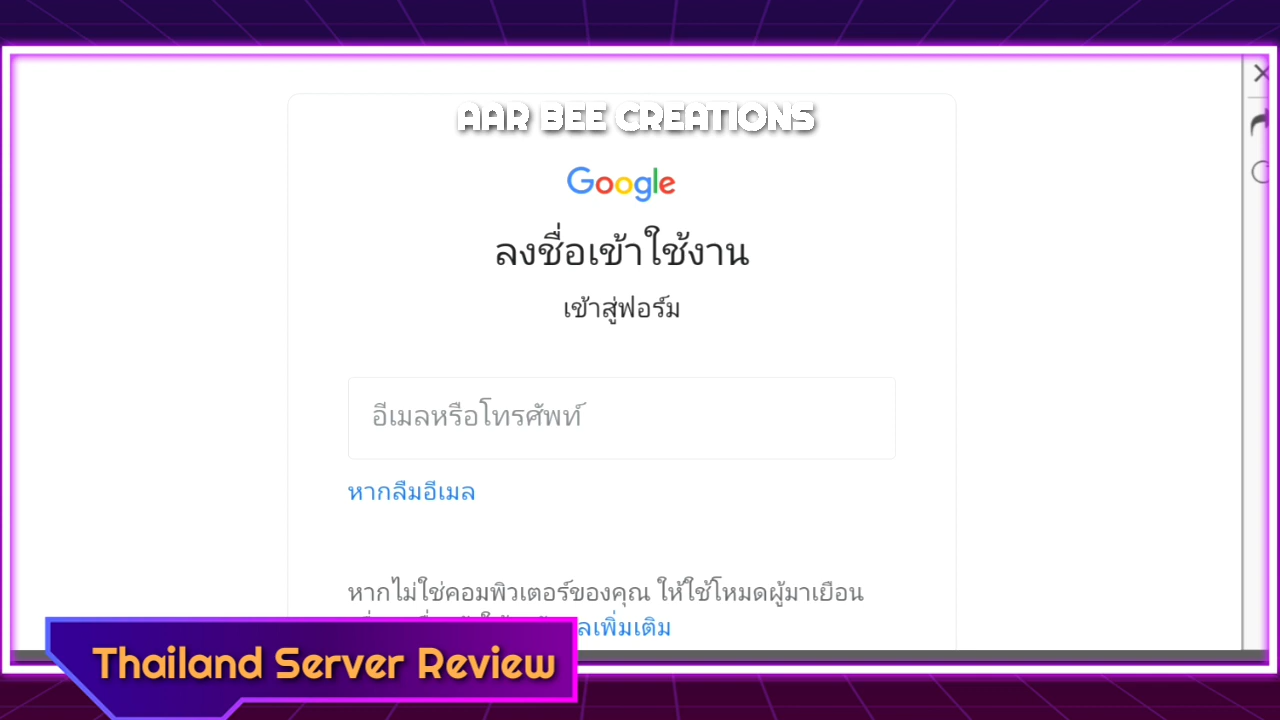 AAR BEE CREATIONS
Google
ลงชื่อเข้าใช้งาน
เข้าสู่ฟอร์ม
อีเมลหรือโทรศัพท์
หากลืมอีเมล
หากไม่ใช่คอมพิวเตอร์ของคุณ ให้ใช้โหมดผู้มาเยือน
ลเพิ่มเติม
Thailand Server Review